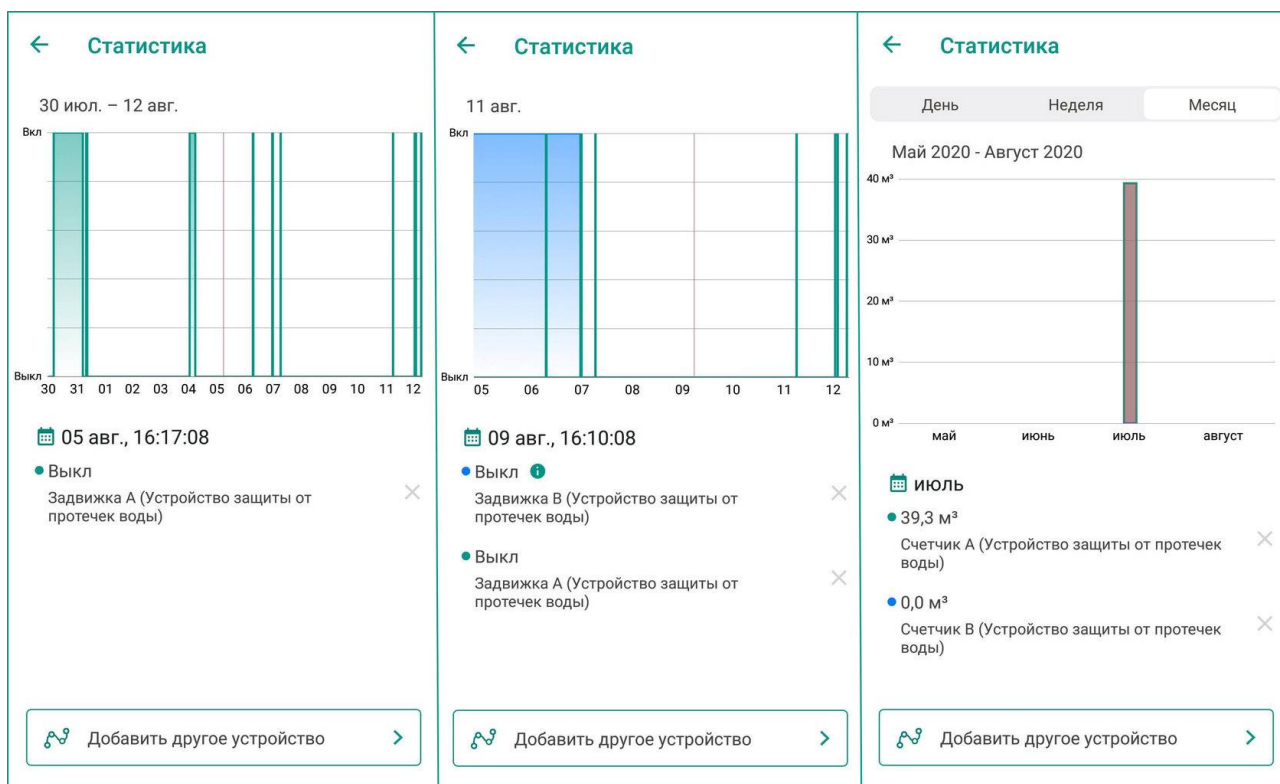 Статистика
30 июл. – 12 авг.
Вкл
Выкл
30 31 01 02 03 04 05 06 07 08 09 10 11 12
05 авг., 16:17:08
Выкл
Задвижка А (Устройство защиты от
протечек воды)
Добавить другое устройство
Статистика
11 авг.
Вкл
Выкл
05 06 07 08 09 10 11 12
09 авг., 16:10:08
Выкл
Задвижка В (Устройство защиты от
протечек воды)
Выкл
Задвижка А (Устройство защиты от
протечек воды)
Добавить другое устройство
Статистика
День Неделя Месяц
Май 2020 - Август 2020
40 м³
30 м³
20 м³
10 м³
0 м³
май июнь июль август
июль
39,3 м³
Счетчик А (Устройство защиты от протечек
воды)
0,0 м³
Счетчик В (Устройство защиты от протечек
воды)
Добавить другое устройство